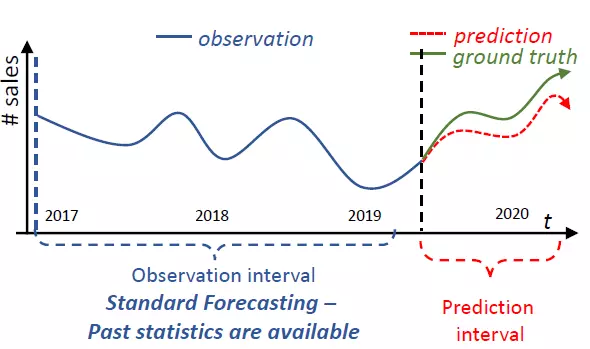 observation
prediction
ground truth
# sales
2017
2018
2019
2020
t
Observation interval
Standard Forecasting –
Past statistics are available
Prediction
interval